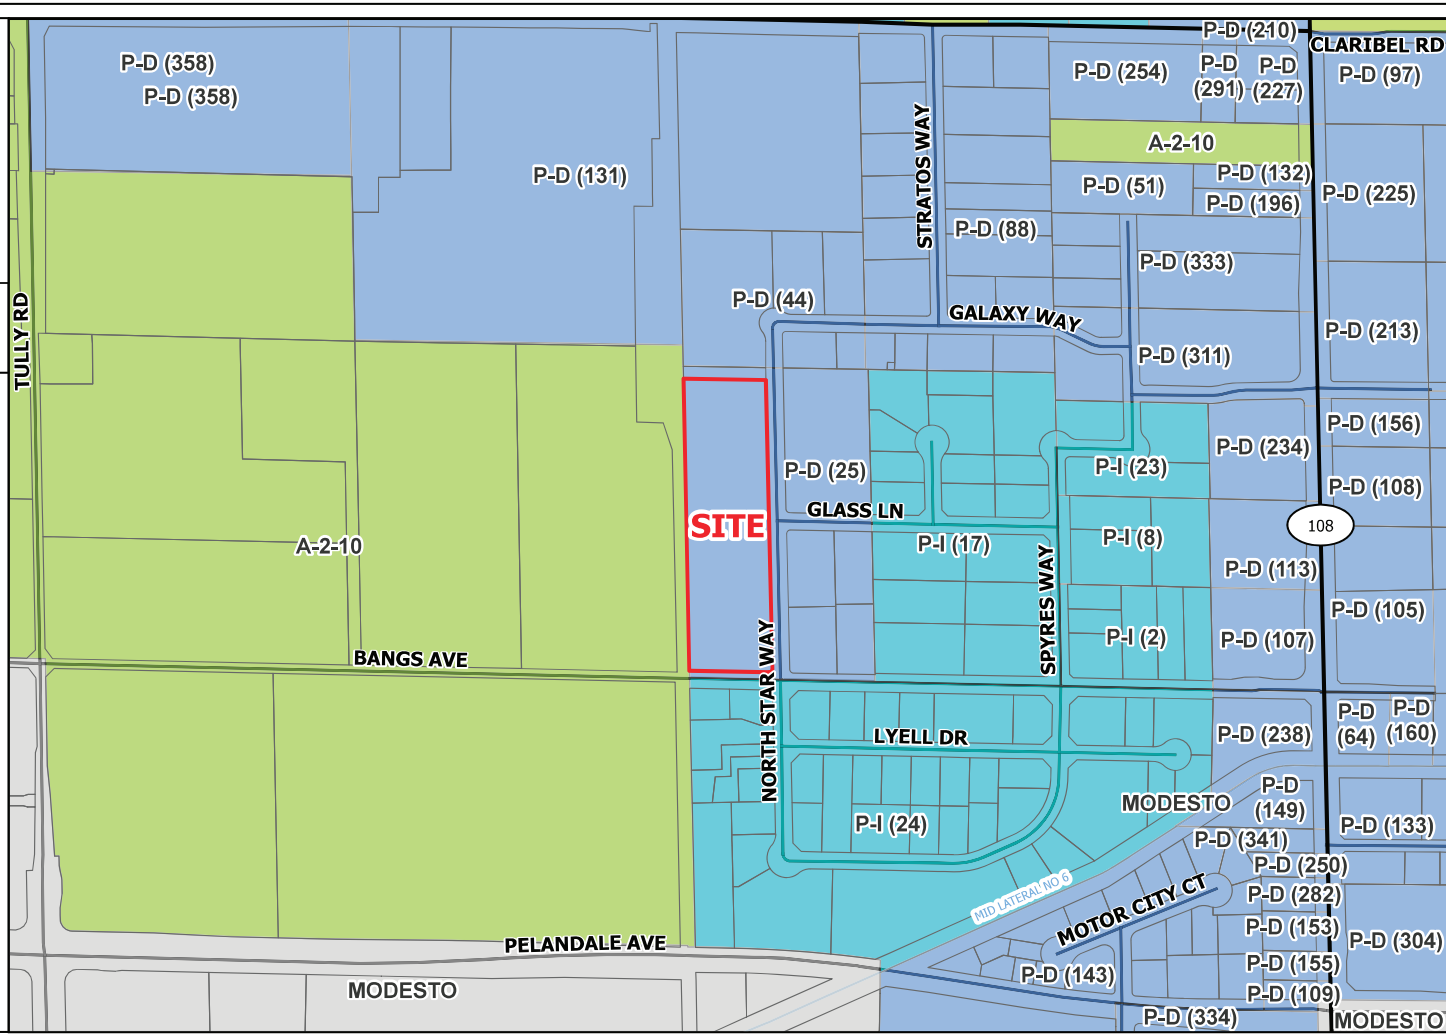 P-D (210)
CLARIBEL RD
P-D (358)
P-D (358)
P-D (254)
P-D
(291)
P-D
(227)
P-D (97)
STRATOS WAY
A-2-10
P-D (131)
P-D (51)
P-D (132)
P-D (196)
P-D (225)
P-D (88)
P-D (333)
P-D (44)
GALAXY WAY
TULLY RD
P-D (311)
P-D (213)
P-D (25)
P-I (23)
P-D (234)
P-D (156)
P-D (108)
GLASS LN
SITE
108
A-2-10
P-I (17)
P-I (8)
P-D (113)
SPYRES WAY
P-D (105)
P-I (2)
P-D (107)
BANGS AVE
NORTH STAR WAY
P-D (238)
P-D
(64)
P-D
(160)
LYELL DR
MODESTO
P-D
(149)
P-I (24)
P-D (133)
P-D (341)
P-D (250)
MID LATERAL NO 6
P-D (282)
MOTOR CITY CT
P-D (153)
PELANDALE AVE
P-D (304)
P-D (155)
P-D (143)
MODESTO
P-D (109)
P-D (334)
MODESTO